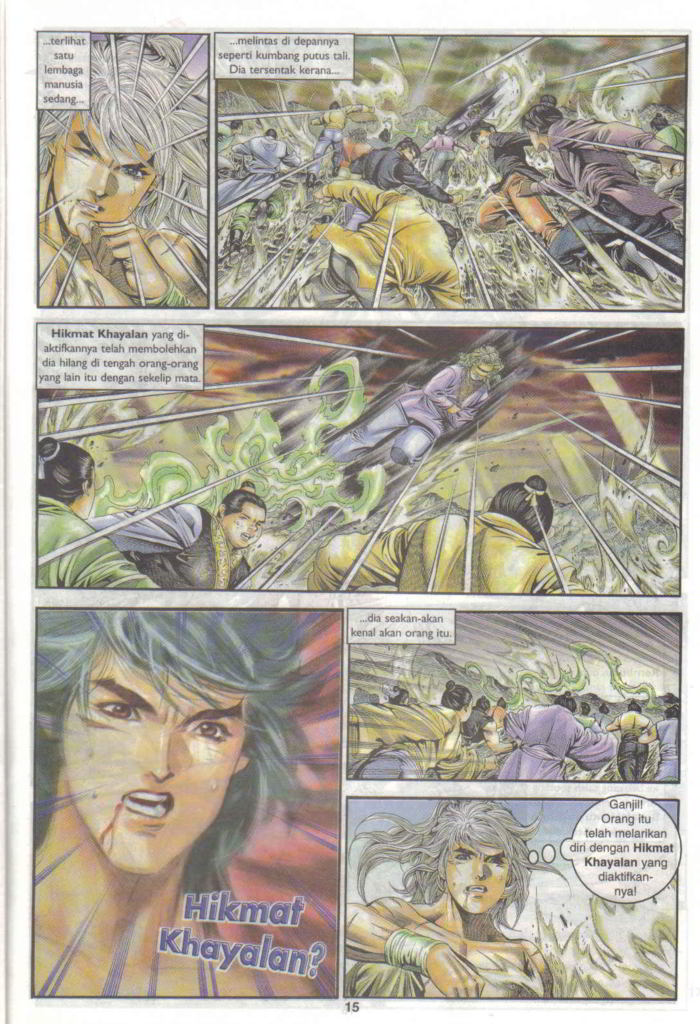 ...terlihat
satu
lembaga
manusia
sedang...
...melintas di depannya
seperti kumbang putus tali.
Dia tersentak kerana...
Hikmat Khayalan yang di-
aktifkannya telah membolehkan
dia hilang di tengah orang-orang
yang lain itu dengan sekelip mata.
Hikmat
Khayalan?
...dia seakan-akan
kenal akan orang itu.
Ganjil!
Orang itu
telah melarikan
diri dengan Hikmat
Khayalan yang
diaktifkan-
nya!
15